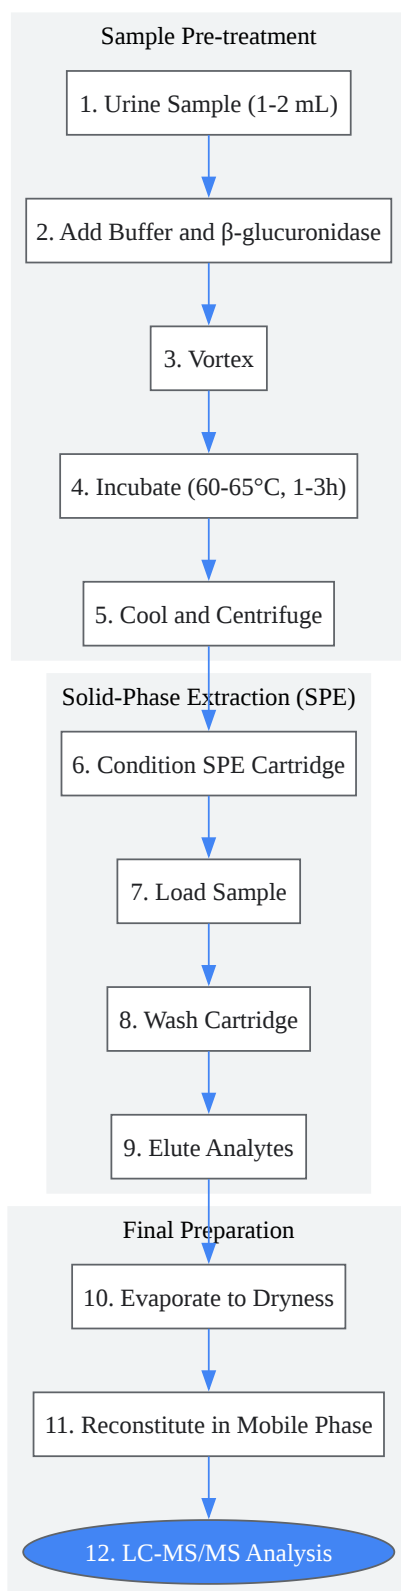 Sample Pre-treatment
1. Urine Sample (1-2 mL)
2. Add Buffer and β-glucuronidase
3. Vortex
4. Incubate (60-65°C, 1-3h)
5. Cool and Centrifuge
Solid-Phase Extraction (SPE)
6. Condition SPE Cartridge
7. Load Sample
8. Wash Cartridge
9. Elute Analytes
Final Preparation
10. Evaporate to Dryness
11. Reconstitute in Mobile Phase
12. LC-MS/MS Analysis